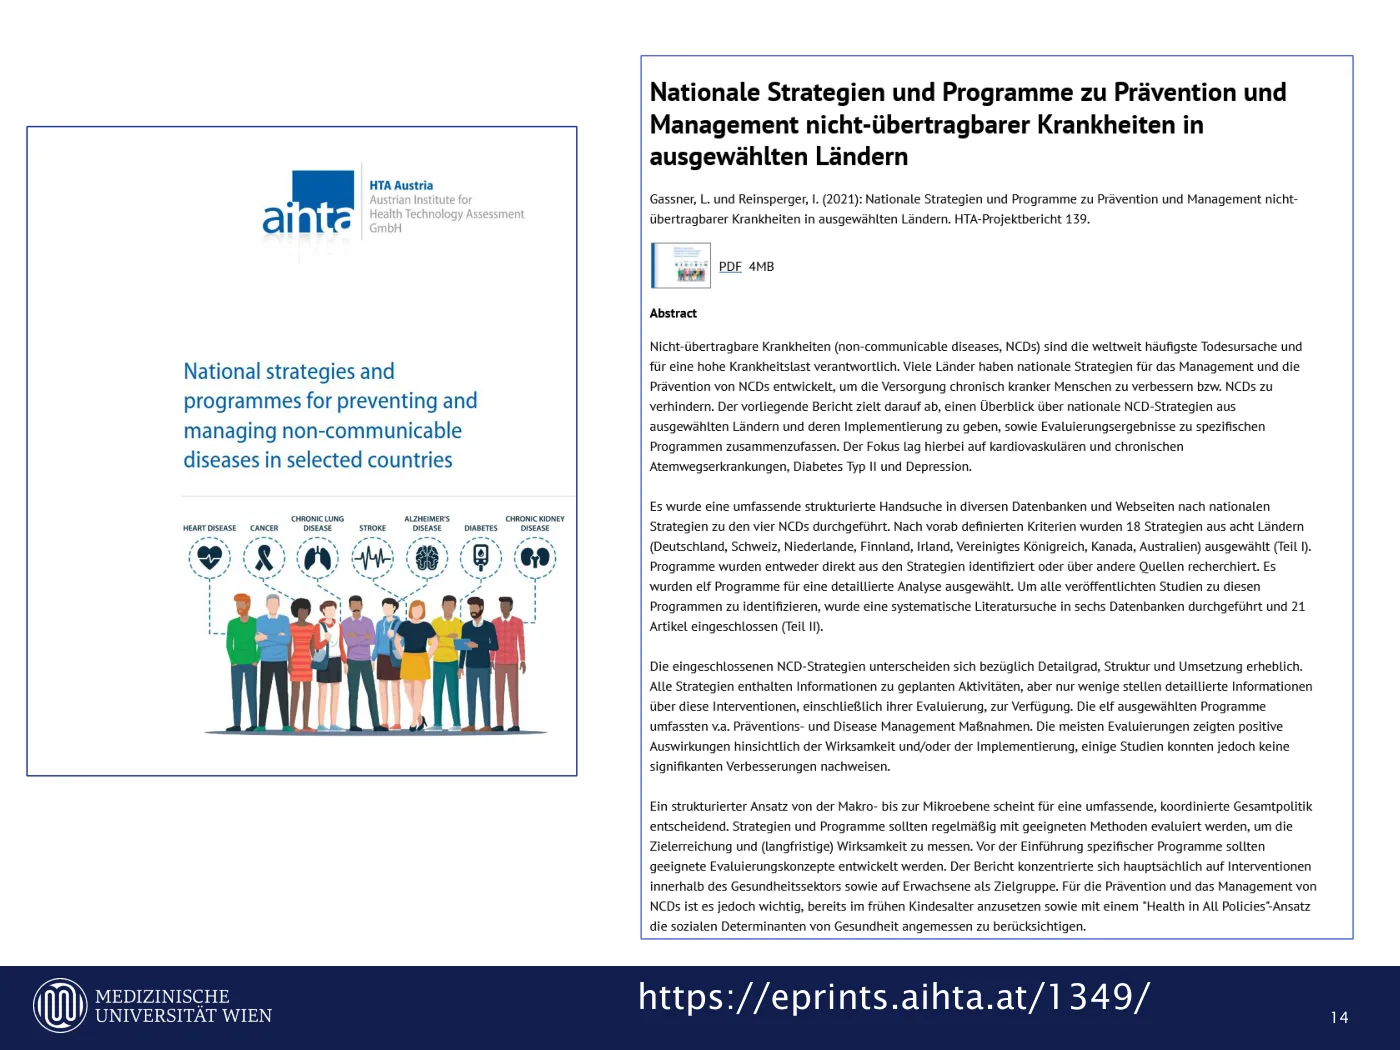 aihta
HTA Austria
Austrian Institute for
Health Technology Assessment
GmbH
National strategies and
programmes for preventing and
managing non-communicable
diseases in selected countries
HEART DISEASE
CANCER
CHRONIC LUNG
DISEASE
STROKE
ALZHEIMER'S
DISEASE
DIABETES
CHRONIC KIDNEY
DISEASE
Nationale Strategien und Programme zu Prävention und
Management nicht-übertragbarer Krankheiten in
ausgewählten Ländern
Gassner, L. und Reinsperger, I. (2021): Nationale Strategien und Programme zu Prävention und Management nicht-
übertragbarer Krankheiten in ausgewählten Ländern. HTA-Projektbericht 139.
PDF 4MB
Abstract
Nicht-übertragbare Krankheiten (non-communicable diseases, NCDs) sind die weltweit häufigste Todesursache und
für eine hohe Krankheitslast verantwortlich. Viele Länder haben nationale Strategien für das Management und die
Prävention von NCDs entwickelt, um die Versorgung chronisch kranker Menschen zu verbessern bzw. NCDs zu
verhindern. Der vorliegende Bericht zielt darauf ab, einen Überblick über nationale NCD-Strategien aus
ausgewählten Ländern und deren Implementierung zu geben, sowie Evaluierungsergebnisse zu spezifischen
Programmen zusammenzufassen. Der Fokus lag hierbei auf kardiovaskulären und chronischen
Atemwegserkrankungen, Diabetes Typ II und Depression.
Es wurde eine umfassende strukturierte Handsuche in diversen Datenbanken und Webseiten nach nationalen
Strategien zu den vier NCDs durchgeführt. Nach vorab definierten Kriterien wurden 18 Strategien aus acht Ländern
(Deutschland, Schweiz, Niederlande, Finnland, Irland, Vereinigtes Königreich, Kanada, Australien) ausgewählt (Teil I).
Programme wurden entweder direkt aus den Strategien identifiziert oder über andere Quellen recherchiert. Es
wurden elf Programme für eine detaillierte Analyse ausgewählt. Um alle veröffentlichten Studien zu diesen
Programmen zu identifizieren, wurde eine systematische Literatursuche in sechs Datenbanken durchgeführt und 21
Artikel eingeschlossen (Teil II).
Die eingeschlossenen NCD-Strategien unterscheiden sich bezüglich Detailgrad, Struktur und Umsetzung erheblich.
Alle Strategien enthalten Informationen zu geplanten Aktivitäten, aber nur wenige stellen detaillierte Informationen
über diese Interventionen, einschließlich ihrer Evaluierung, zur Verfügung. Die elf ausgewählten Programme
umfassten v.a. Präventions- und Disease Management Maßnahmen. Die meisten Evaluierungen zeigten positive
Auswirkungen hinsichtlich der Wirksamkeit und/oder der Implementierung, einige Studien konnten jedoch keine
signifikanten Verbesserungen nachweisen.
Ein strukturierter Ansatz von der Makro- bis zur Mikroebene scheint für eine umfassende, koordinierte Gesamtpolitik
entscheidend. Strategien und Programme sollten regelmäßig mit geeigneten Methoden evaluiert werden, um die
Zielerreichung und (langfristige) Wirksamkeit zu messen. Vor der Einführung spezifischer Programme sollten
geeignete Evaluierungskonzepte entwickelt werden. Der Bericht konzentrierte sich hauptsächlich auf Interventionen
innerhalb des Gesundheitssektors sowie auf Erwachsene als Zielgruppe. Für die Prävention und das Management von
NCDs ist es jedoch wichtig, bereits im frühen Kindesalter anzusetzen sowie mit einem "Health in All Policies"-Ansatz
die sozialen Determinanten von Gesundheit angemessen zu berücksichtigen.
MEDIZINISCHE
UNIVERSITÄT WIEN
https://eprints.aihta.at/1349/
14